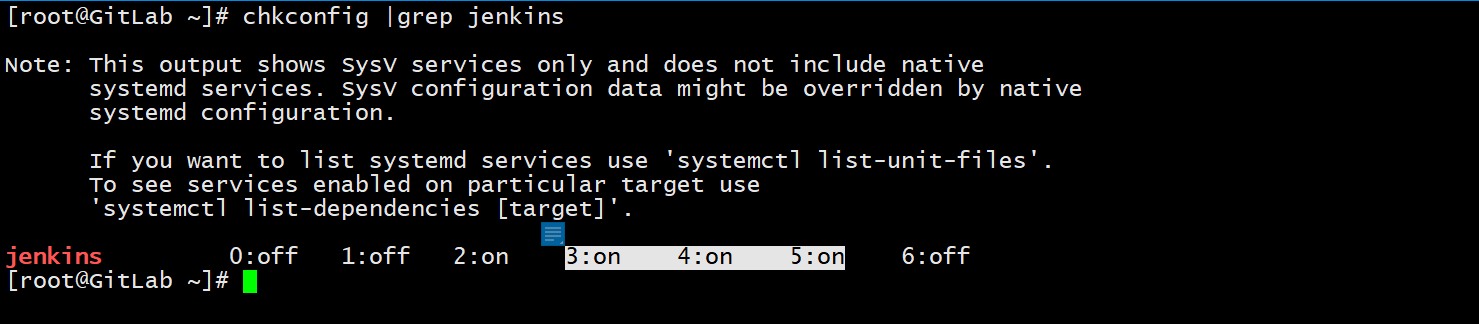 [root@GitLab ~]# chkconfig |grep jenkins
Note: This output shows SysV services only and does not include native
systemd services. SysV configuration data might be overridden by native
systemd configuration.
If you want to list systemd services use 'systemctl list-unit-files'.
To see services enabled on particular target use
'systemctl list-dependencies [target]'.
jenkins 0:off 1:off 2:on 3:on 4:on 5:on 6:off
[root@GitLab ~]#